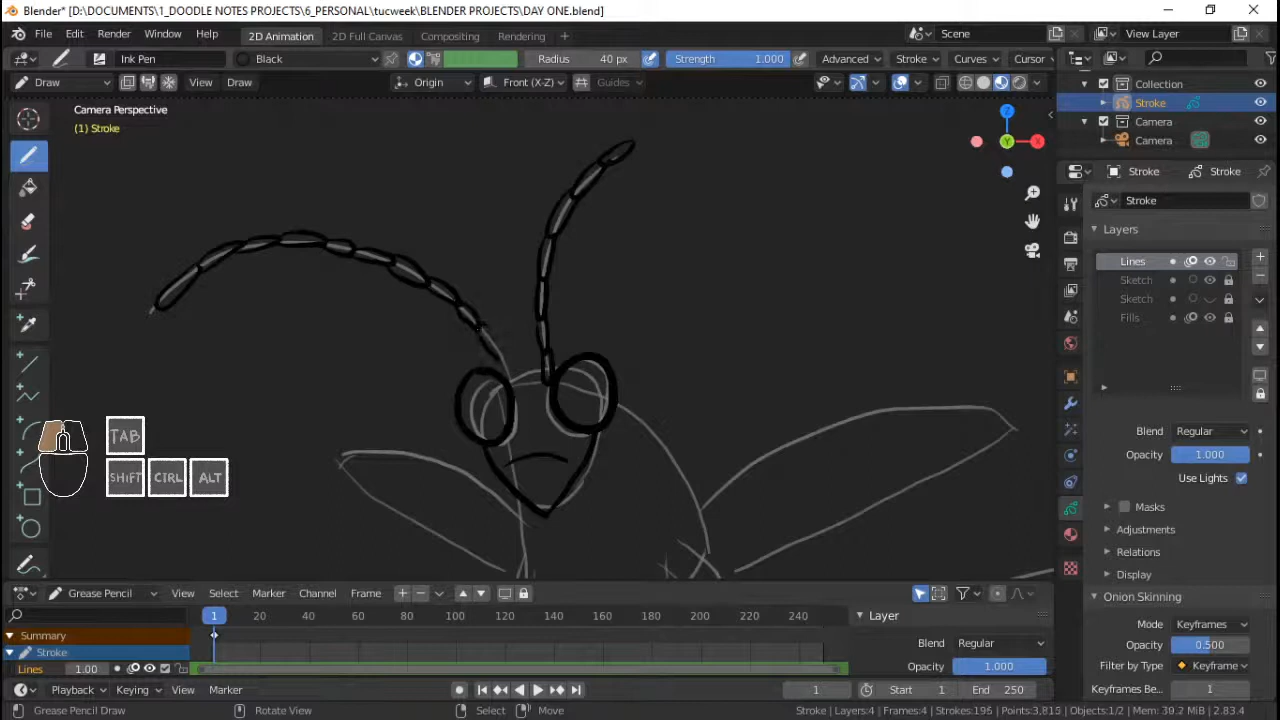 Blender* [D:\DOCUMENTS\1_DOODLE NOTES PROJECTS\6_PERSONAL\tucweek\BLENDER PROJECTS\DAY ONE.blend]
File Edit Render Window Help 2D Animation 2D Full Canvas Compositing Rendering + Scene View Layer
Ink Pen Black Radius 40 px Strength 1.000 Advanced Stroke Curves Cursor
Draw View Draw Origin Front (X-Z) Guides Collection
Camera Perspective
(1) Stroke
Stroke
Camera
Camera
Z
Y
X
Stroke Stroke
Stroke
Layers
Lines
Sketch
Sketch
Fills
Blend Regular
Opacity 1.000
Use Lights
Masks
Adjustments
Relations
Display
Onion Skinning
Mode Keyframes
Opacity 0.500
Filter by Type Keyframe
Keyframes Be... 1
TAB
SHIFT CTRL ALT
Grease Pencil View Select Marker Channel Frame
1 20 40 60 80 100 120 140 160 180 200 220 240 Layer
Summary Blend Regular
Stroke
Lines 1.00 Opacity 1.000
Playback Keying View Marker 1 Start 1 End 250
Grease Pencil Draw Rotate View Select Move Stroke | Layers:4 | Frames:4 | Strokes:196 | Points:3,815 | Objects:1/2 | Mem: 39.2 MiB | 2.83.4